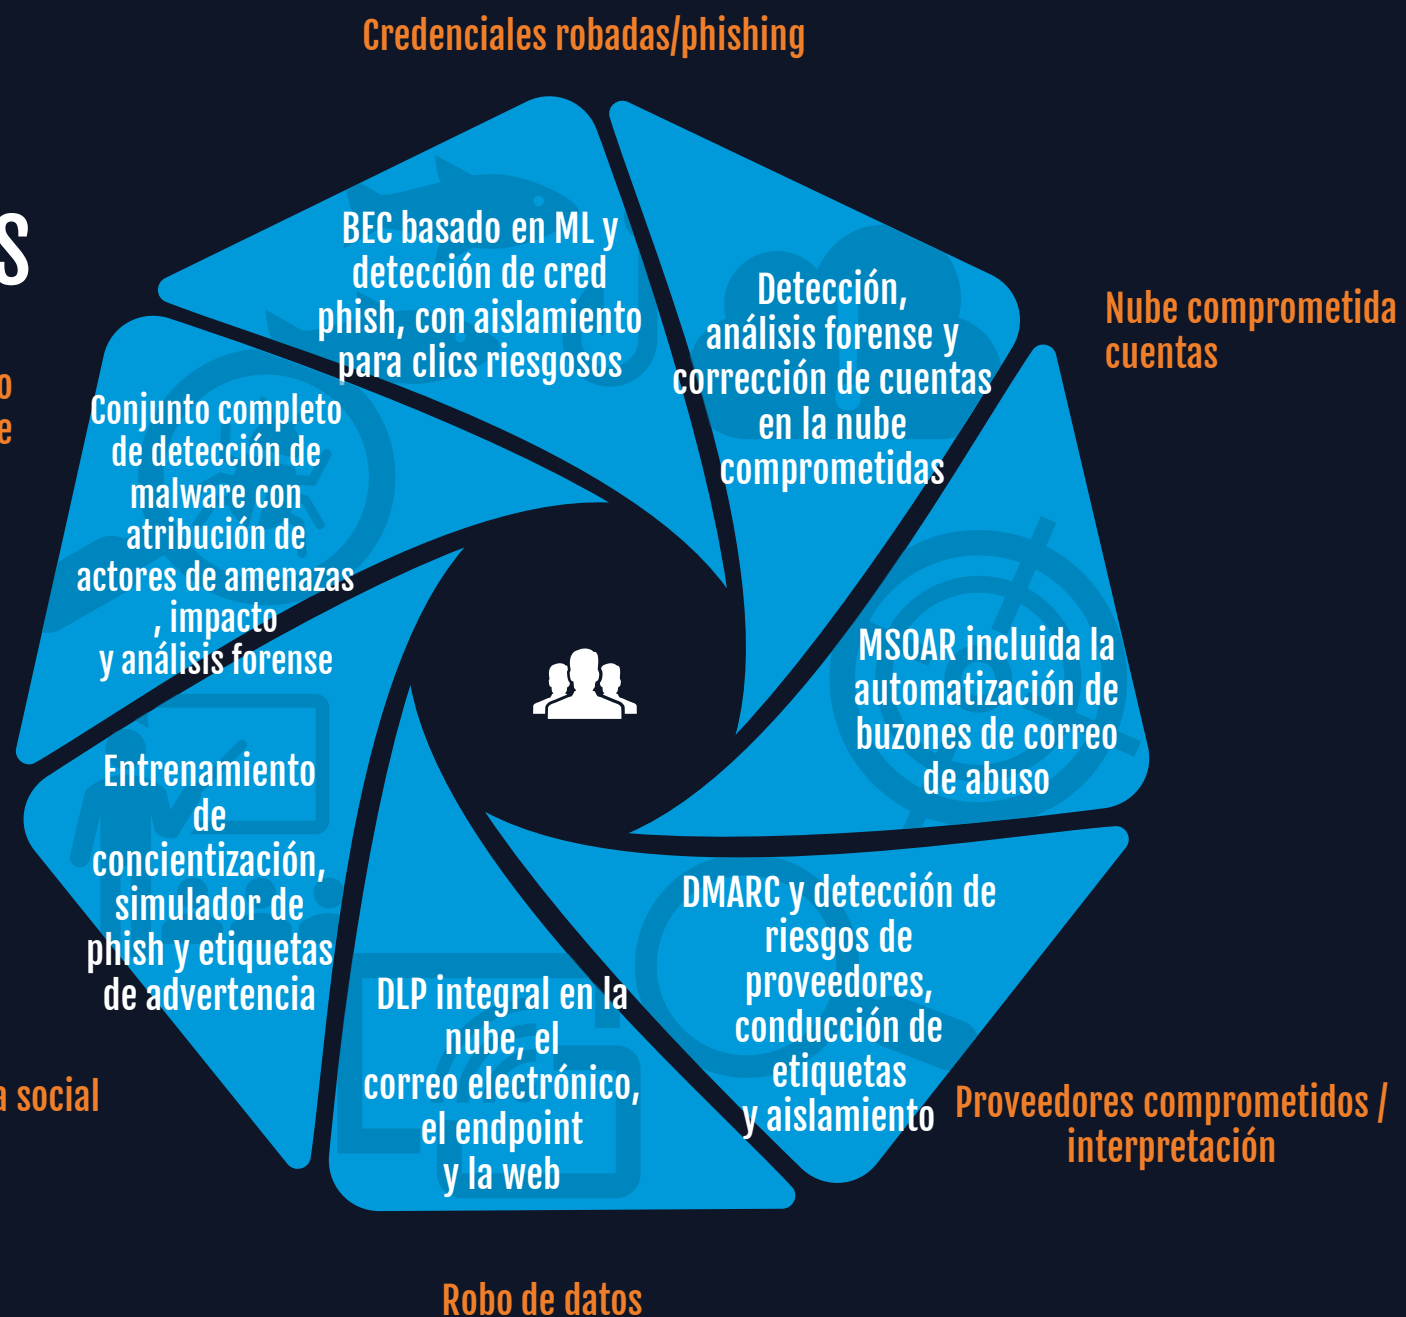 Credenciales robadas/phishing
S
BEC basado en ML y
detección de cred
phish, con aislamiento
para clics riesgosos
Detección,
análisis forense y
corrección de cuentas
en la nube
comprometidas
Nube comprometida
cuentas
o
e
Conjunto completo
de detección de
malware con
atribución de
actores de amenazas
, impacto
y análisis forense
MSOAR incluida la
automatización de
buzones de correo
de abuso
Entrenamiento
de
concientización,
simulador de
phish y etiquetas
de advertencia
DMARC y detección de
riesgos de
proveedores,
conducción de
etiquetas
y aislamiento
DLP integral en la
nube, el
correo electrónico,
el endpoint
y la web
a social
Proveedores comprometidos /
interpretación
Robo de datos